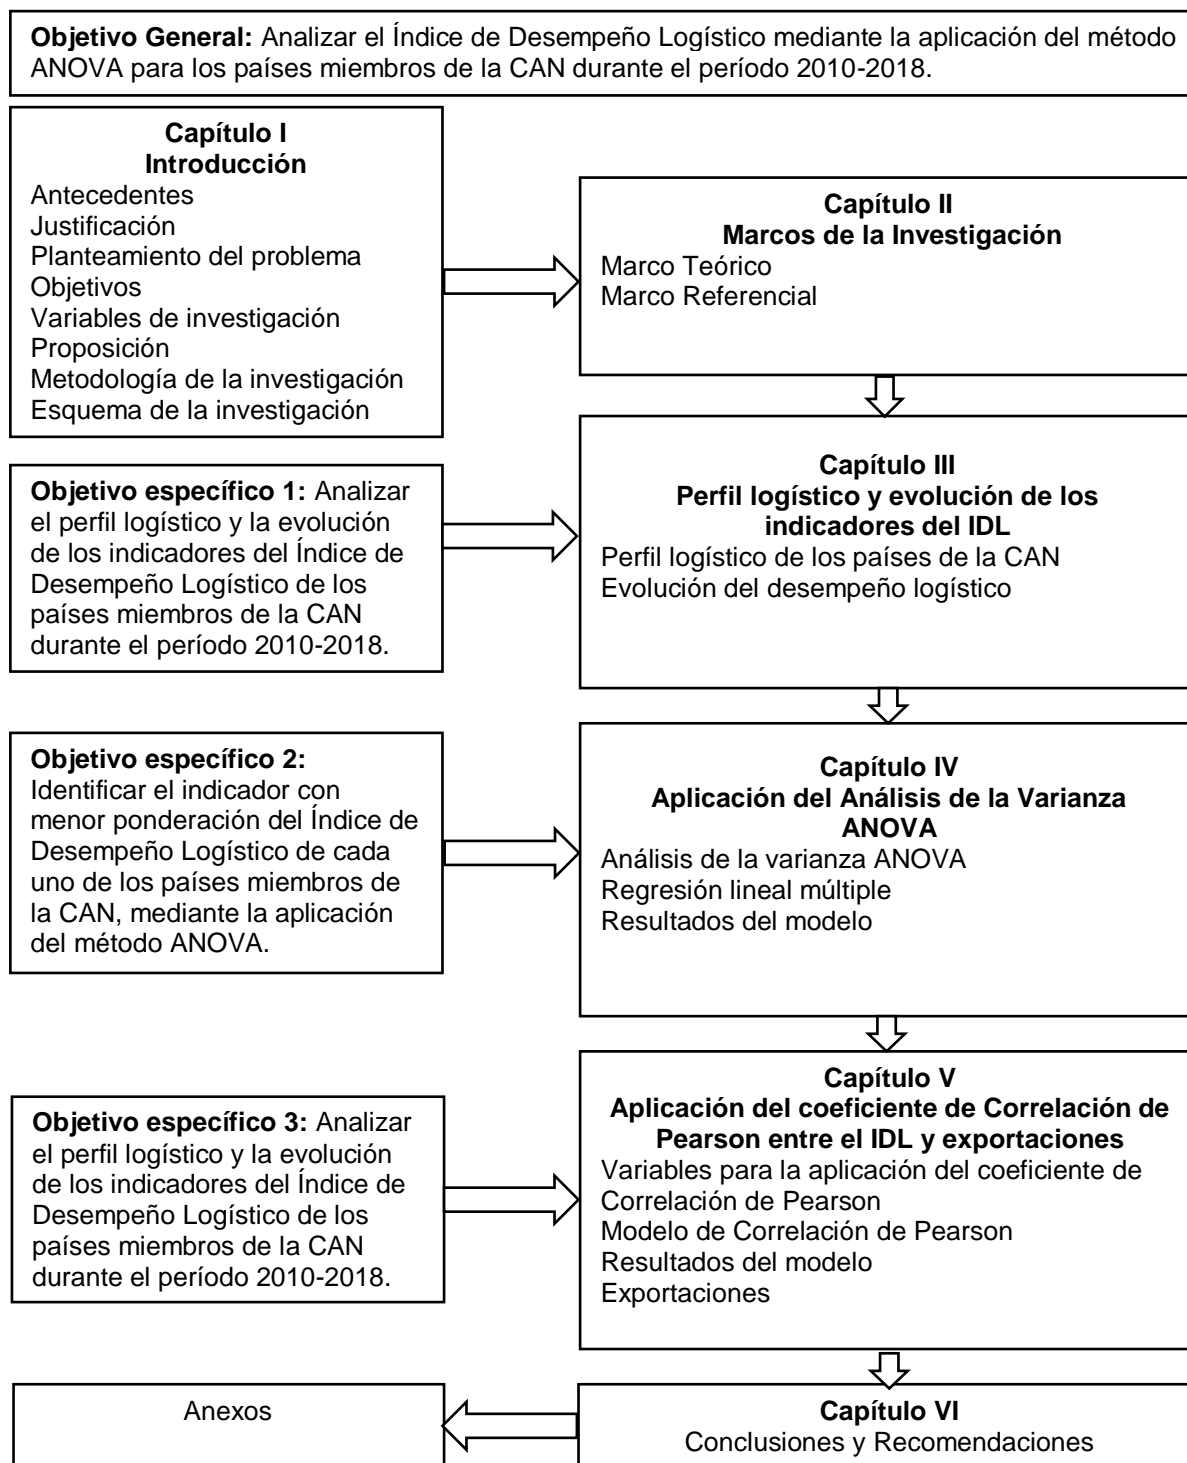 Objetivo General: Analizar el Índice de Desempeño Logístico mediante la aplicación del método
ANOVA para los países miembros de la CAN durante el período 2010-2018.
Capítulo I
Introducción
Antecedentes
Justificación
Planteamiento del problema
Objetivos
Variables de investigación
Proposición
Metodología de la investigación
Esquema de la investigación
Capítulo II
Marcos de la Investigación
Marco Teórico
Marco Referencial
Objetivo específico 1: Analizar
el perfil logístico y la evolución
de los indicadores del Índice de
Desempeño Logístico de los
países miembros de la CAN
durante el período 2010-2018.
Capítulo III
Perfil logístico y evolución de los
indicadores del IDL
Perfil logístico de los países de la CAN
Evolución del desempeño logístico
Objetivo específico 2:
Identificar el indicador con
menor ponderación del Índice de
Desempeño Logístico de cada
uno de los países miembros de
la CAN, mediante la aplicación
del método ANOVA.
Capítulo IV
Aplicación del Análisis de la Varianza
ANOVA
Análisis de la varianza ANOVA
Regresión lineal múltiple
Resultados del modelo
Objetivo específico 3: Analizar
el perfil logístico y la evolución
de los indicadores del Índice de
Desempeño Logístico de los
países miembros de la CAN
durante el período 2010-2018.
Capítulo V
Aplicación del coeficiente de Correlación de
Pearson entre el IDL y exportaciones
Variables para la aplicación del coeficiente de
Correlación de Pearson
Modelo de Correlación de Pearson
Resultados del modelo
Exportaciones
Anexos
Capítulo VI
Conclusiones y Recomendaciones